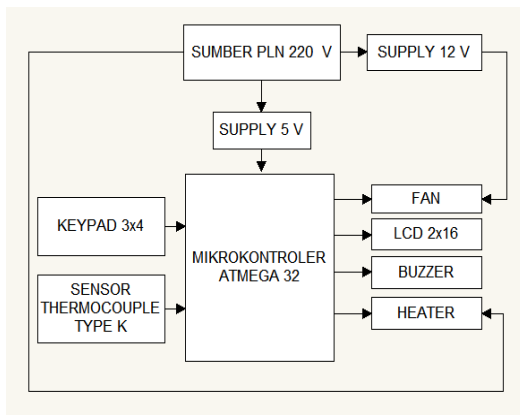 SUMBER PLN 220 V
SUPPLY 12 V
SUPPLY 5 V
KEYPAD 3x4
MIKROKONTROLER
ATMEGA 32
FAN
LCD 2x16
BUZZER
SENSOR
THERMOCOUPLE
TYPE K
HEATER